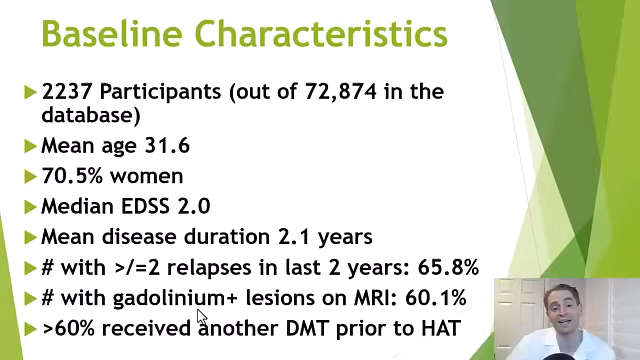 Baseline Characteristics
2237 Participants (out of 72,874 in the
database)
Mean age 31.6
70.5% women
Median EDSS 2.0
Mean disease duration 2.1 years
# with >/=2 relapses in last 2 years: 65.8%
# with gadolinium+ lesions on MRI: 60.1%
>60% received another DMT prior to HAT